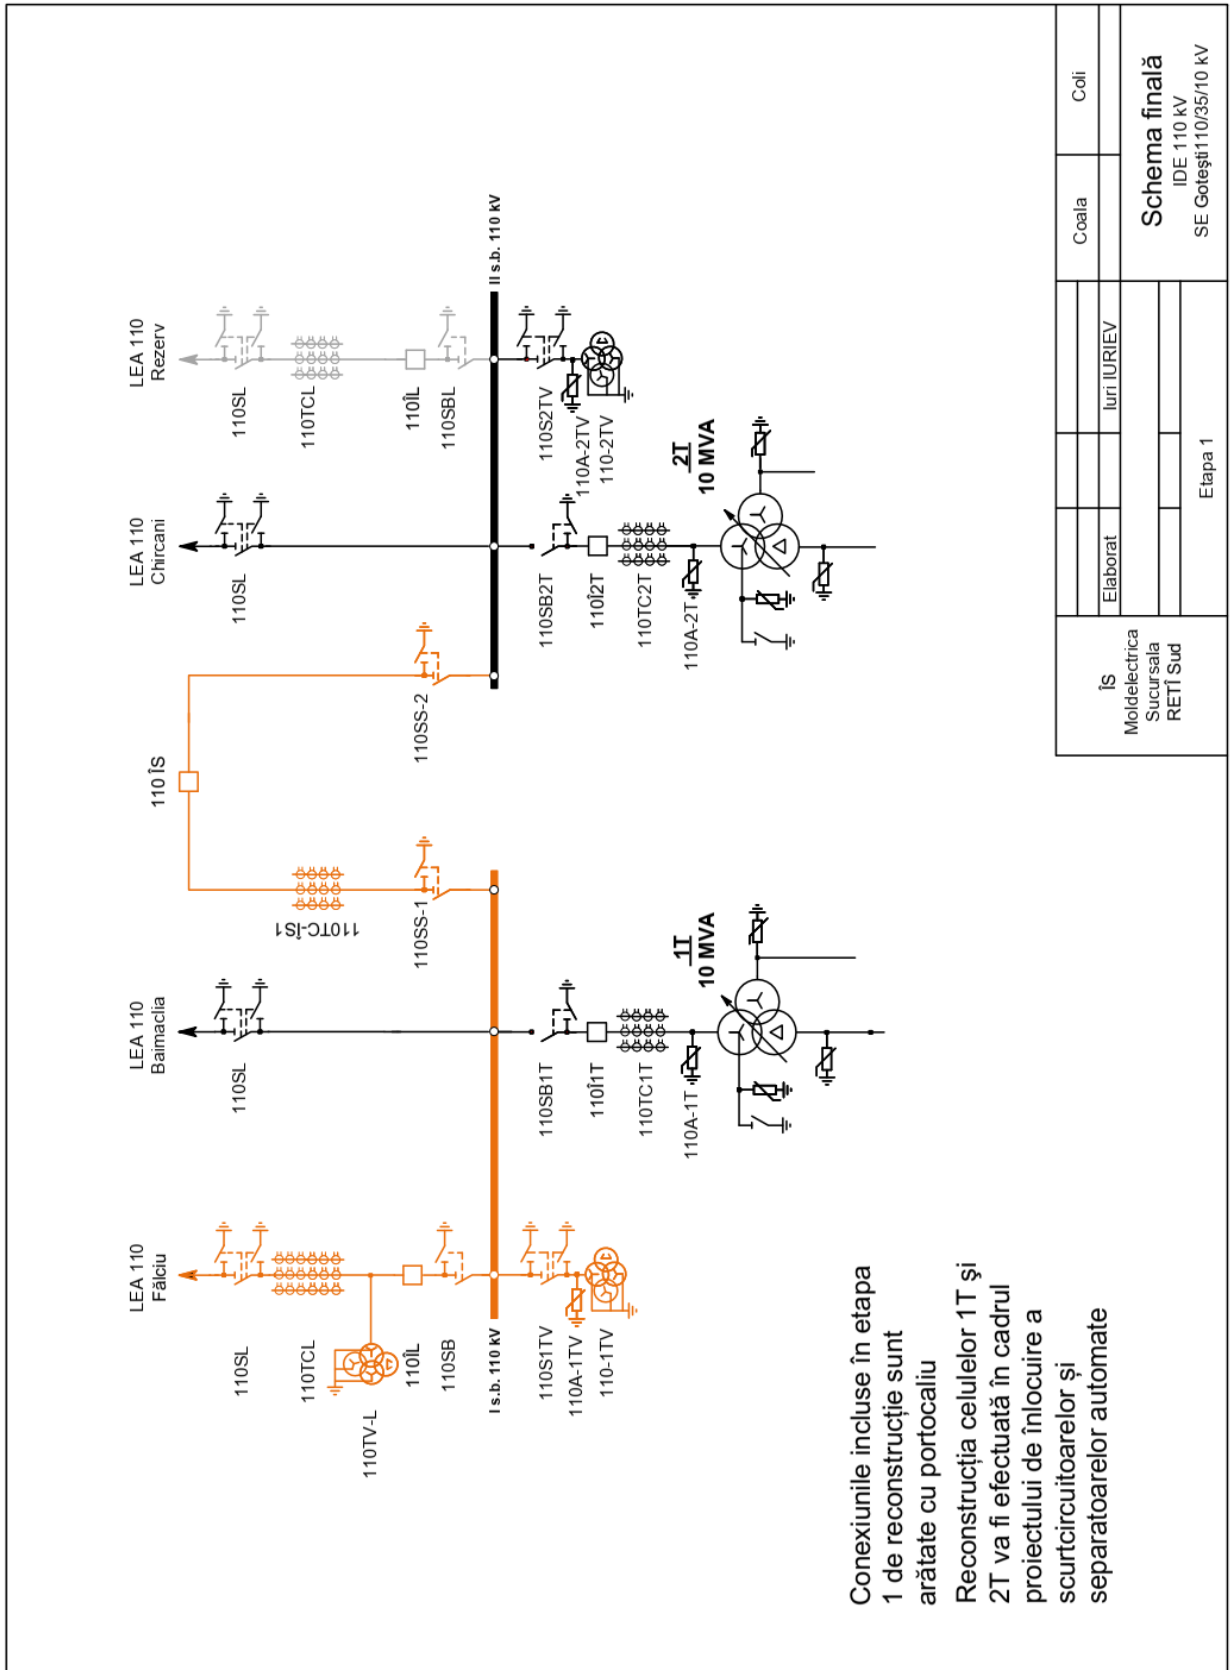 LEA 110
Fălciu
110SL
110TCL
110TV-L
110ÎL
110SB
I s.b. 110 kV
110S1TV
110A-1TV
110-1TV
LEA 110
Baimaclia
110SL
110SB1T
110Î1T
110TC1T
110A-1T
1T
10 MVA
110TC-ÎS1
110SS-1
110 ÎS
110SS-2
LEA 110
Chircani
110SL
110SB2T
110Î2T
110TC2T
110A-2T
2T
10 MVA
LEA 110
Rezerv
110SL
110TCL
110ÎL
110SBL
II s.b. 110 kV
110S2TV
110A-2TV
110-2TV
Conexiunile incluse în etapa
1 de reconstrucție sunt
arătate cu portocaliu
Reconstrucția celulelor 1T și
2T va fi efectuată în cadrul
proiectului de înlocuire a
scurtcircuitoarelor și
separatoarelor automate
ÎS
Moldelectrica
Sucursala
RETÎ Sud
Elaborat
Iuri IURIEV
Coala
Coli
Etapa 1
Schema finală
IDE 110 kV
SE Goteşti110/35/10 kV